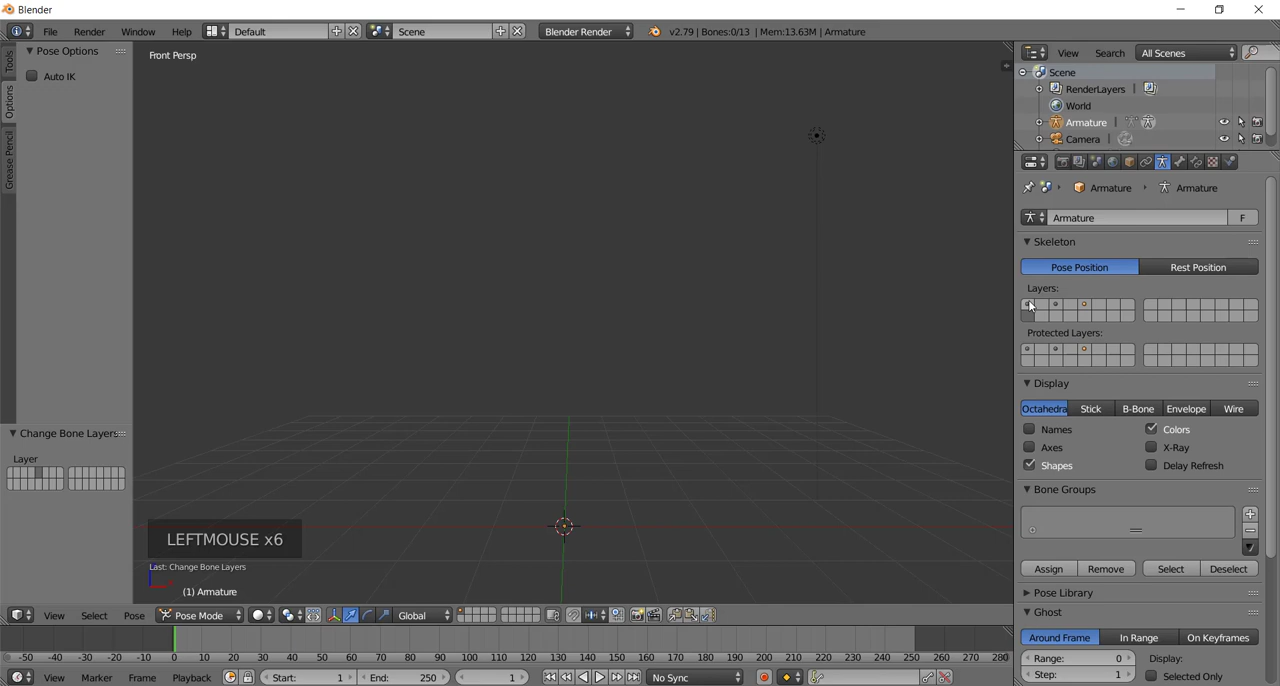 Blender
File Render Window Help Default Scene Blender Render v2.79 | Bones:0/13 | Mem:13.63M | Armature
Tools
Options
Grease Pencil
Pose Options
Auto IK
Change Bone Layers
Layer
Front Persp
LEFTMOUSE x6
Last: Change Bone Layers
(1) Armature
View Select Pose Pose Mode Global
-50 -40 -30 -20 -10 0 10 20 30 40 50 60 70 80 90 100 110 120 130 140 150 160 170 180 190 200 210 220 230 240 250 260 270 280
View Marker Frame Playback Start: 1 End: 250 1 No Sync
View Search All Scenes
Scene
RenderLayers |
World
Armature |
Camera |
Armature Armature
Armature F
Skeleton
Pose Position Rest Position
Layers:
Protected Layers:
Display
Octahedra Stick B-Bone Envelope Wire
Names Colors
Axes X-Ray
Shapes Delay Refresh
Bone Groups
Assign Remove Select Deselect
Pose Library
Ghost
Around Frame In Range On Keyframes
Range: 0 Display:
Step: 1 Selected Only